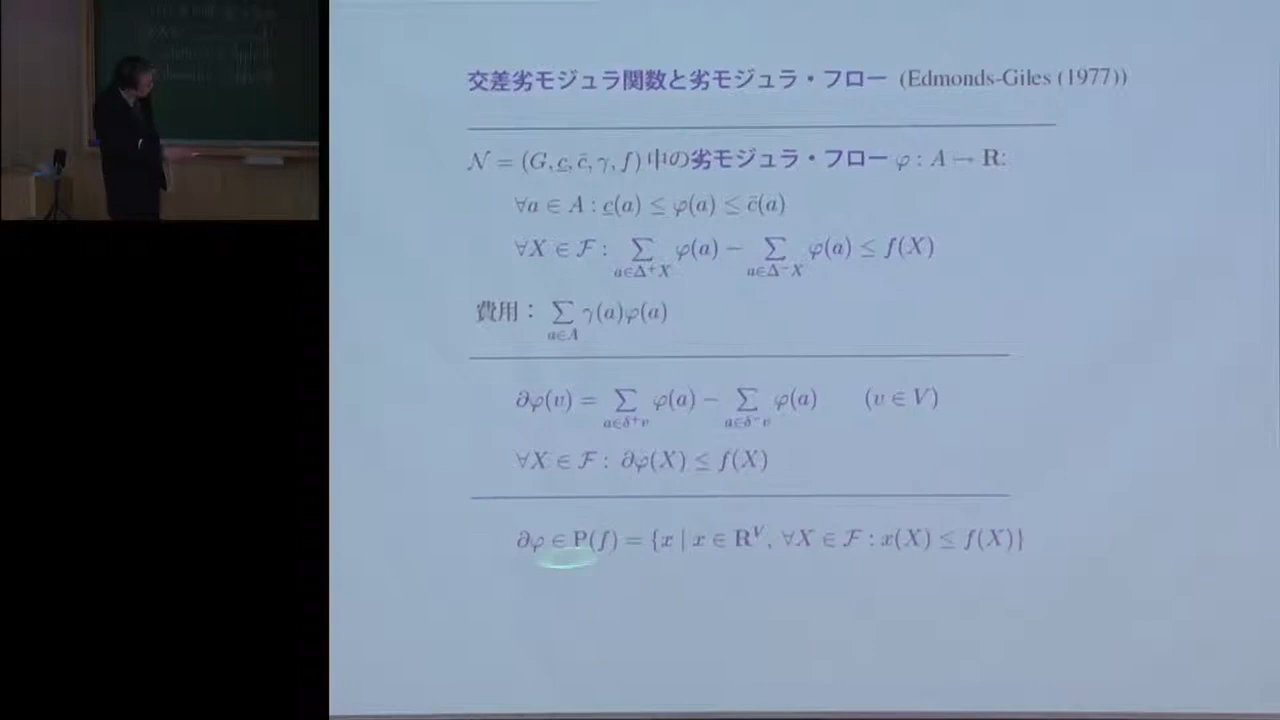 交差劣モジュラ関数と劣モジュラ・フロー (Edmonds-Giles (1977))
𝒩 = (G, c̲, c̄, γ, f) 中の劣モジュラ・フロー φ : A → R:
∀a ∈ A : c̲(a) ≤ φ(a) ≤ c̄(a)
∀X ∈ ℱ : ∑_{a∈Δ⁺X} φ(a) − ∑_{a∈Δ⁻X} φ(a) ≤ f(X)
費用： ∑_{a∈A} γ(a)φ(a)
∂φ(v) = ∑_{a∈δ⁺v} φ(a) − ∑_{a∈δ⁻v} φ(a) (v ∈ V)
∀X ∈ ℱ : ∂φ(X) ≤ f(X)
∂φ ∈ P(f) = {x | x ∈ R^V, ∀X ∈ ℱ : x(X) ≤ f(X)}